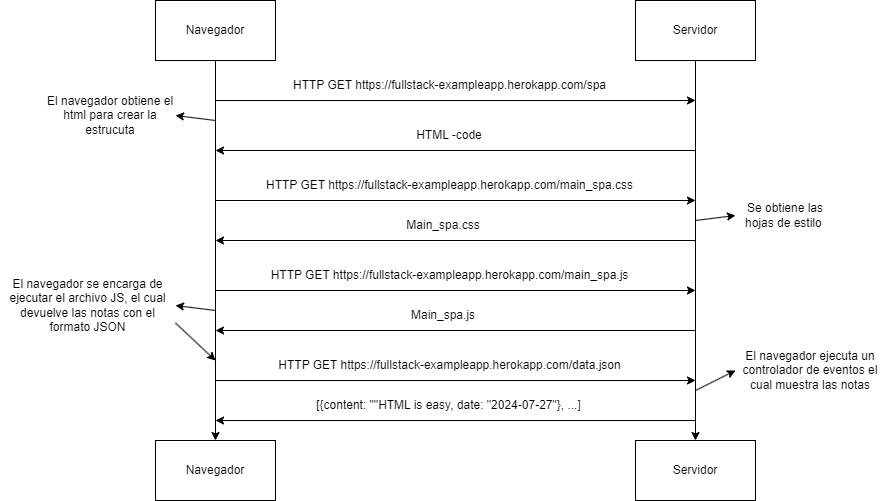 Navegador
Servidor
HTTP GET https://fullstack-exampleapp.herokapp.com/spa
El navegador obtiene el
html para crear la
estrucuta
HTML -code
HTTP GET https://fullstack-exampleapp.herokapp.com/main_spa.css
Se obtiene las
hojas de estilo
Main_spa.css
HTTP GET https://fullstack-exampleapp.herokapp.com/main_spa.js
El navegador se encarga de
ejecutar el archivo JS, el cual
devuelve las notas con el
formato JSON
Main_spa.js
HTTP GET https://fullstack-exampleapp.herokapp.com/data.json
El navegador ejecuta un
controlador de eventos el
cual muestra las notas
[{content: ""HTML is easy, date: "2024-07-27"}, ...]
Navegador
Servidor